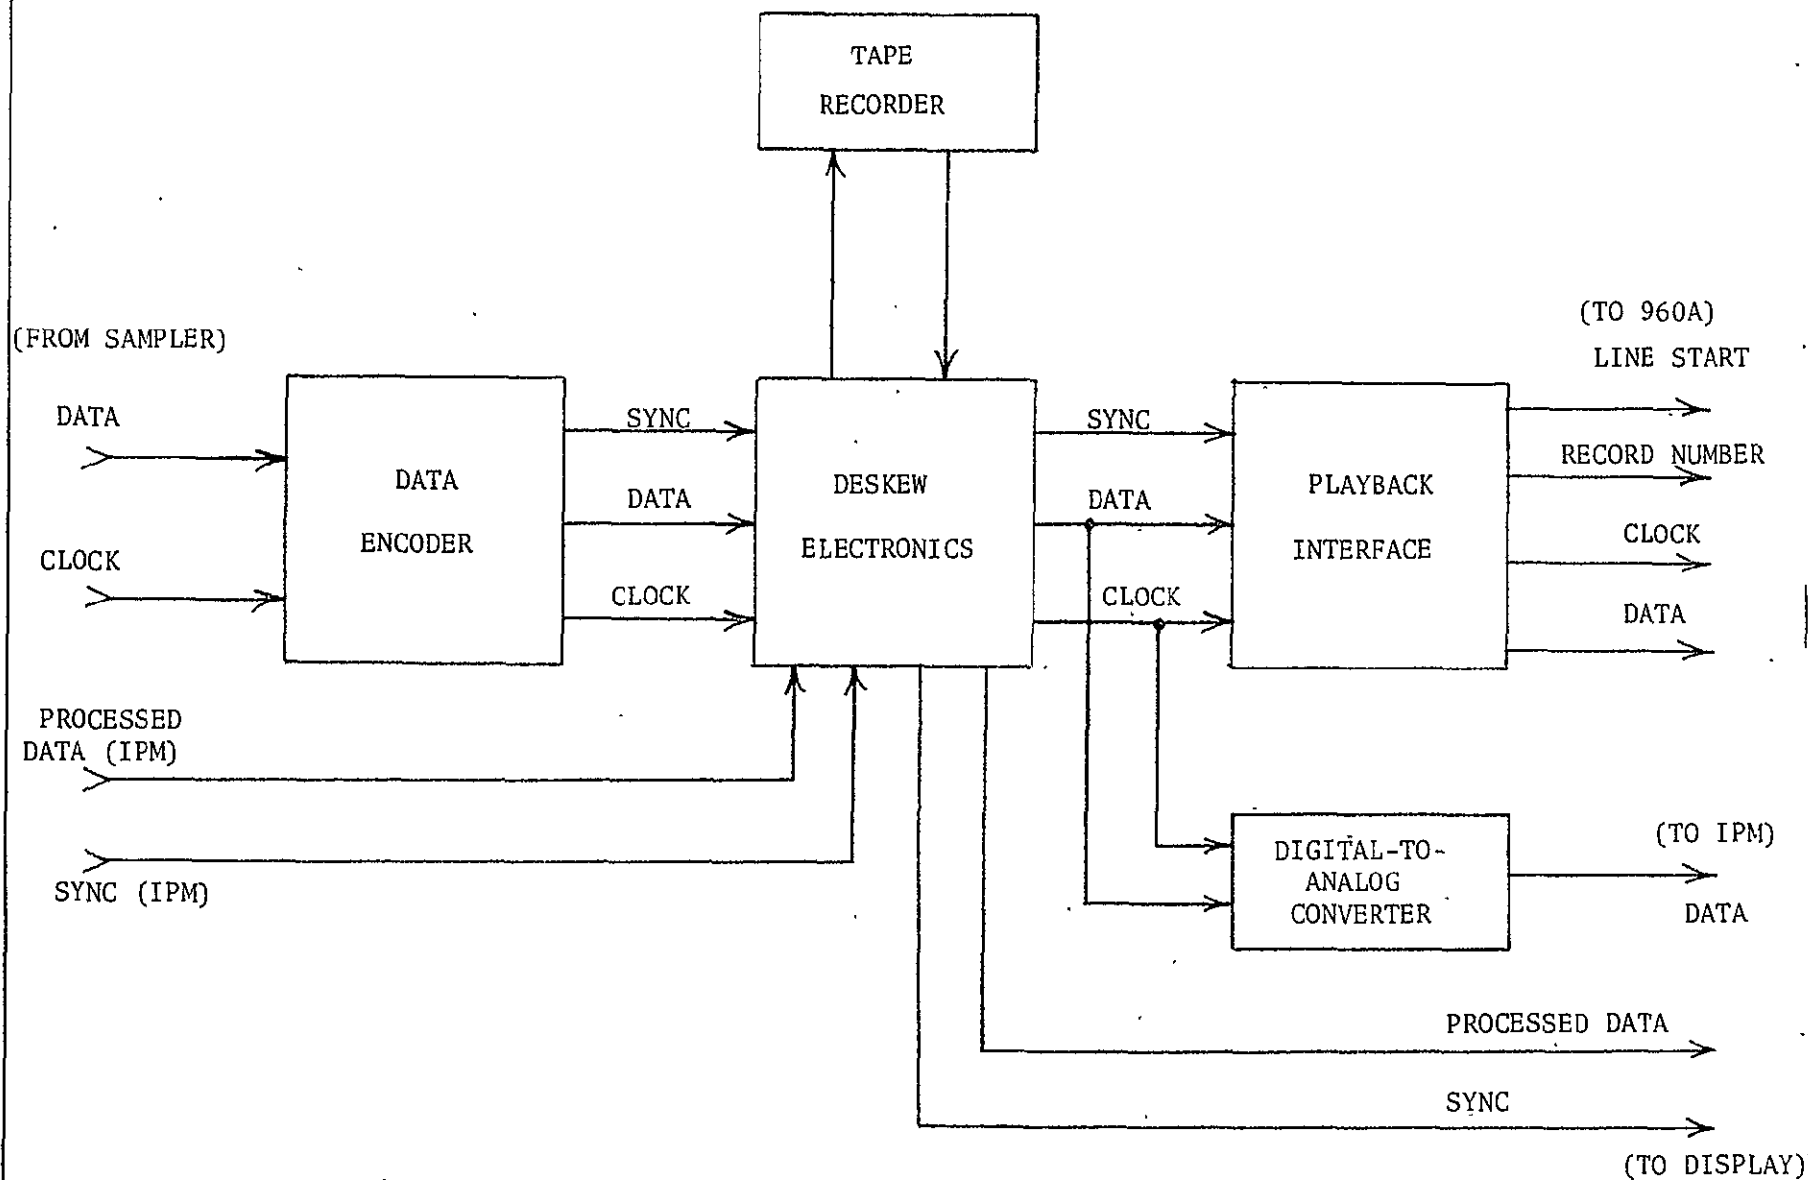 TAPE
RECORDER
(FROM SAMPLER)
DATA
CLOCK
DATA
ENCODER
SYNC
DATA
CLOCK
DESKEW
ELECTRONICS
SYNC
DATA
CLOCK
PLAYBACK
INTERFACE
(TO 960A)
LINE START
RECORD NUMBER
CLOCK
DATA
PROCESSED
DATA (IPM)
SYNC (IPM)
DIGITAL-TO-
ANALOG
CONVERTER
(TO IPM)
DATA
PROCESSED DATA
SYNC
(TO DISPLAY)